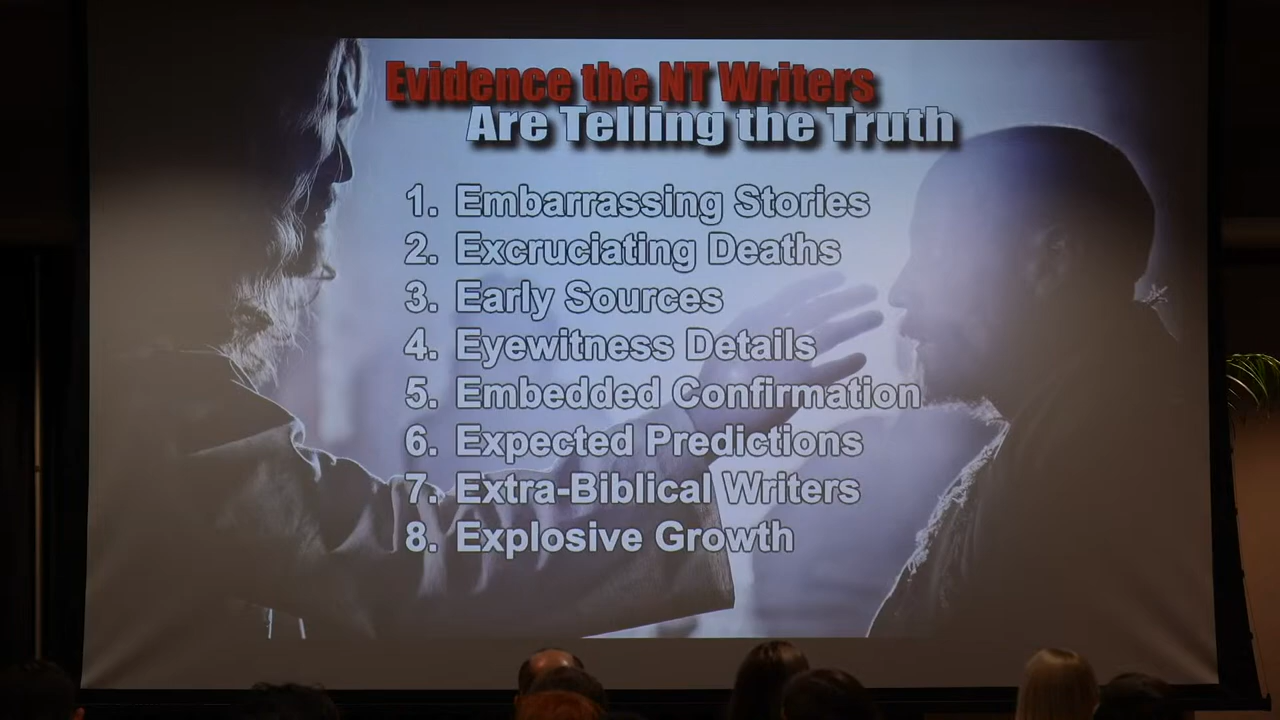 Evidence the NT Writers
Are Telling the Truth
1. Embarrassing Stories
2. Excruciating Deaths
3. Early Sources
4. Eyewitness Details
5. Embedded Confirmation
6. Expected Predictions
7. Extra-Biblical Writers
8. Explosive Growth